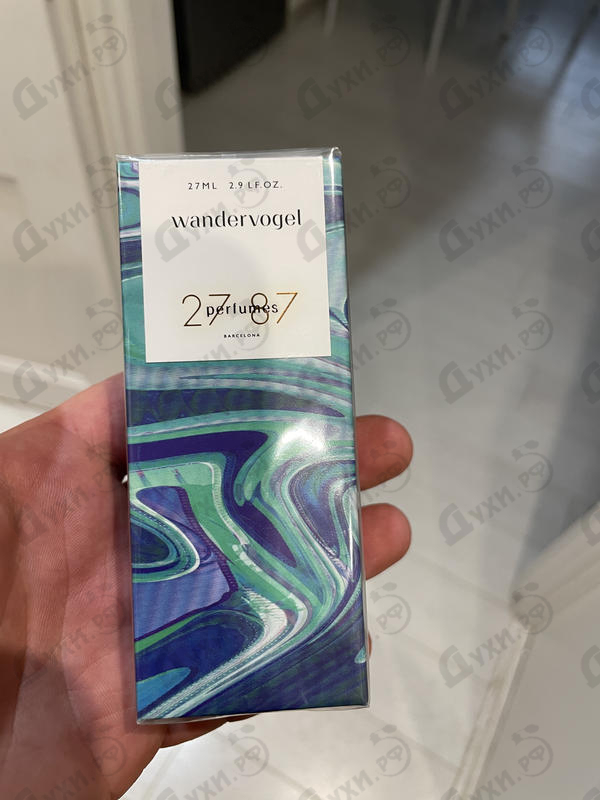 27ML 2.9 LF.OZ.
wandervogel
27 87
perfumes
BARCELONA
Духи.РФ